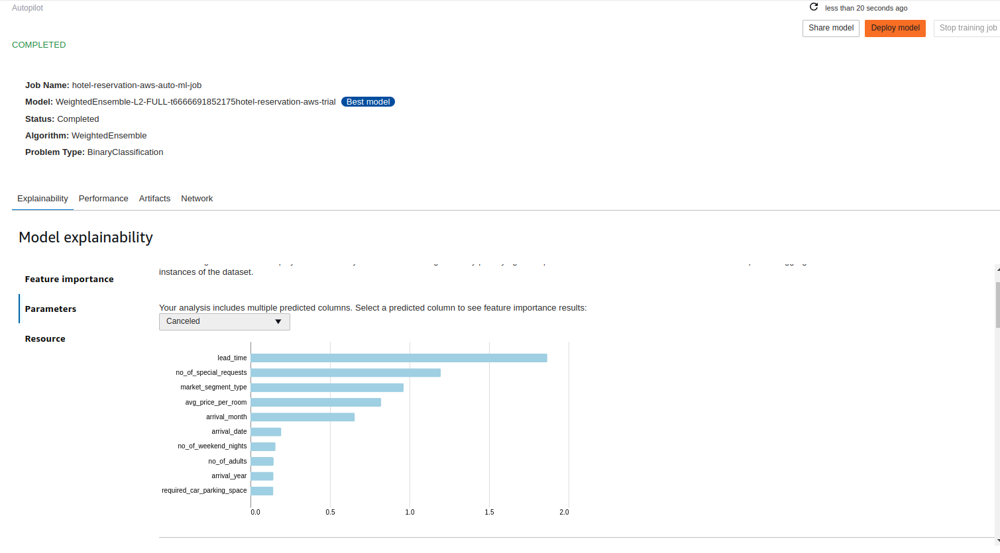 Autopilot
less than 20 seconds ago
Share model
Deploy model
Stop training job
COMPLETED
Job Name: hotel-reservation-aws-auto-ml-job
Model: WeightedEnsemble-L2-FULL-t6666691852175hotel-reservation-aws-trial Best model
Status: Completed
Algorithm: WeightedEnsemble
Problem Type: BinaryClassification
Explainability Performance Artifacts Network
Model explainability
Feature importance
Parameters
Resource
instances of the dataset.
Your analysis includes multiple predicted columns. Select a predicted column to see feature importance results:
Canceled
lead_time
no_of_special_requests
market_segment_type
avg_price_per_room
arrival_month
arrival_date
no_of_weekend_nights
no_of_adults
arrival_year
required_car_parking_space
0.0 0.5 1.0 1.5 2.0